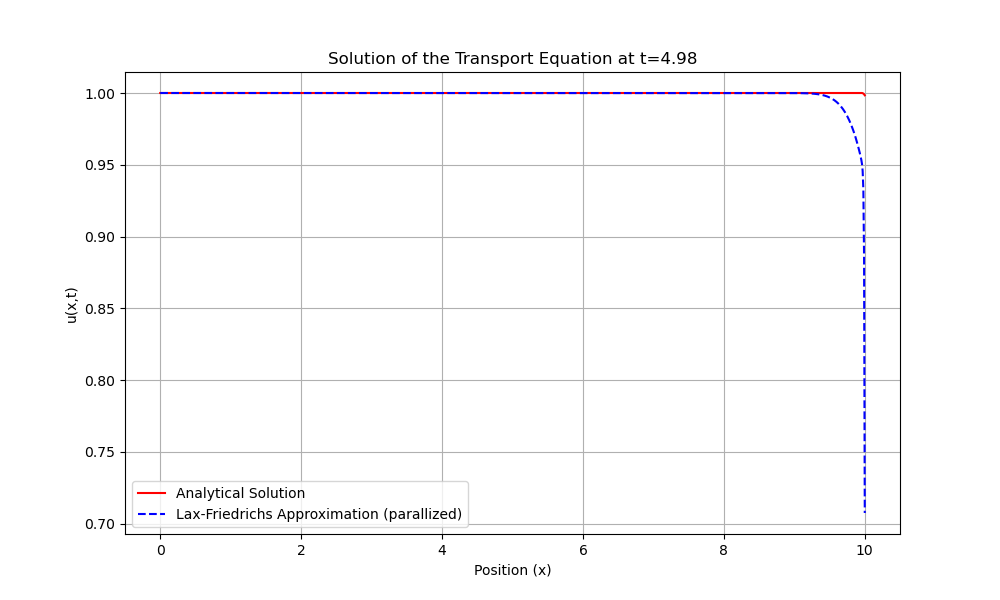 Solution of the Transport Equation at t=4.98
u(x,t)
1.00
0.95
0.90
0.85
0.80
0.75
0.70
Analytical Solution
Lax-Friedrichs Approximation (parallized)
0 2 4 6 8 10
Position (x)